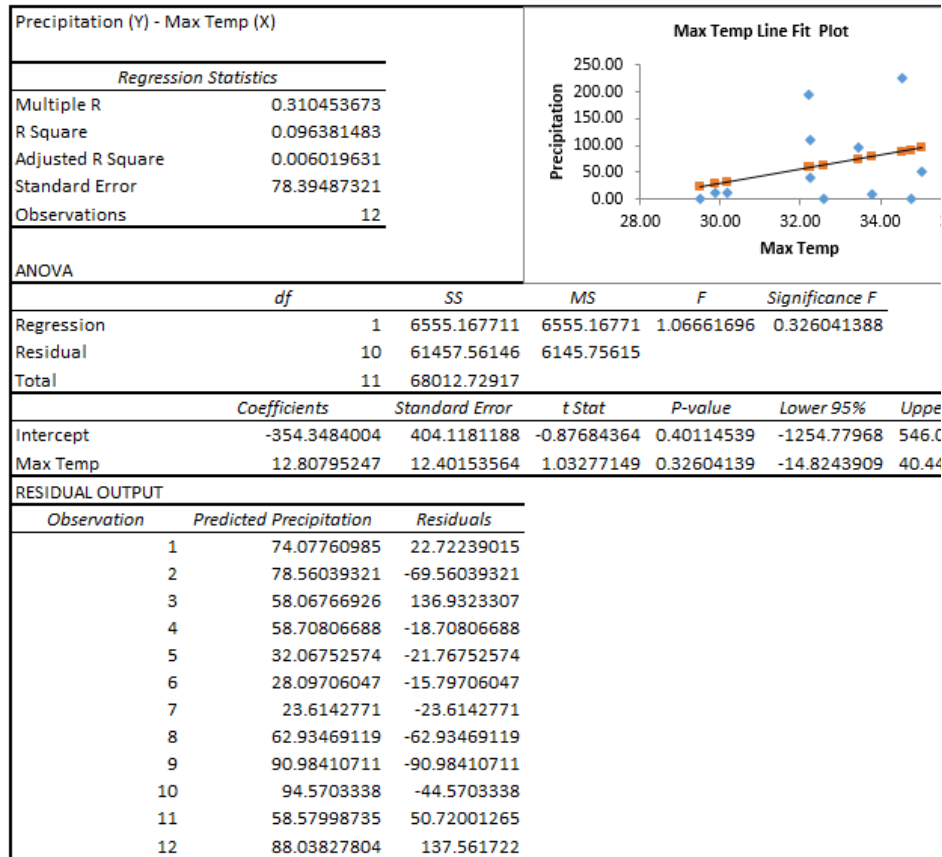 Precipitation (Y) - Max Temp (X)
Regression Statistics
Multiple R 0.310453673
R Square 0.096381483
Adjusted R Square 0.006019631
Standard Error 78.39487321
Observations 12
Max Temp Line Fit Plot
Precipitation
250.00
200.00
150.00
100.00
50.00
0.00
28.00 30.00 32.00 34.00
Max Temp
ANOVA
df SS MS F Significance F
Regression 1 6555.167711 6555.16771 1.06661696 0.326041388
Residual 10 61457.56146 6145.75615
Total 11 68012.72917
Coefficients Standard Error t Stat P-value Lower 95% Uppe
Intercept -354.3484004 404.1181188 -0.87684364 0.40114539 -1254.77968 546.0
Max Temp 12.80795247 12.40153564 1.03277149 0.32604139 -14.8243909 40.44
RESIDUAL OUTPUT
Observation Predicted Precipitation Residuals
1 74.07760985 22.72239015
2 78.56039321 -69.56039321
3 58.06766926 136.9323307
4 58.70806688 -18.70806688
5 32.06752574 -21.76752574
6 28.09706047 -15.79706047
7 23.6142771 -23.6142771
8 62.93469119 -62.93469119
9 90.98410711 -90.98410711
10 94.5703338 -44.5703338
11 58.57998735 50.72001265
12 88.03827804 137.561722